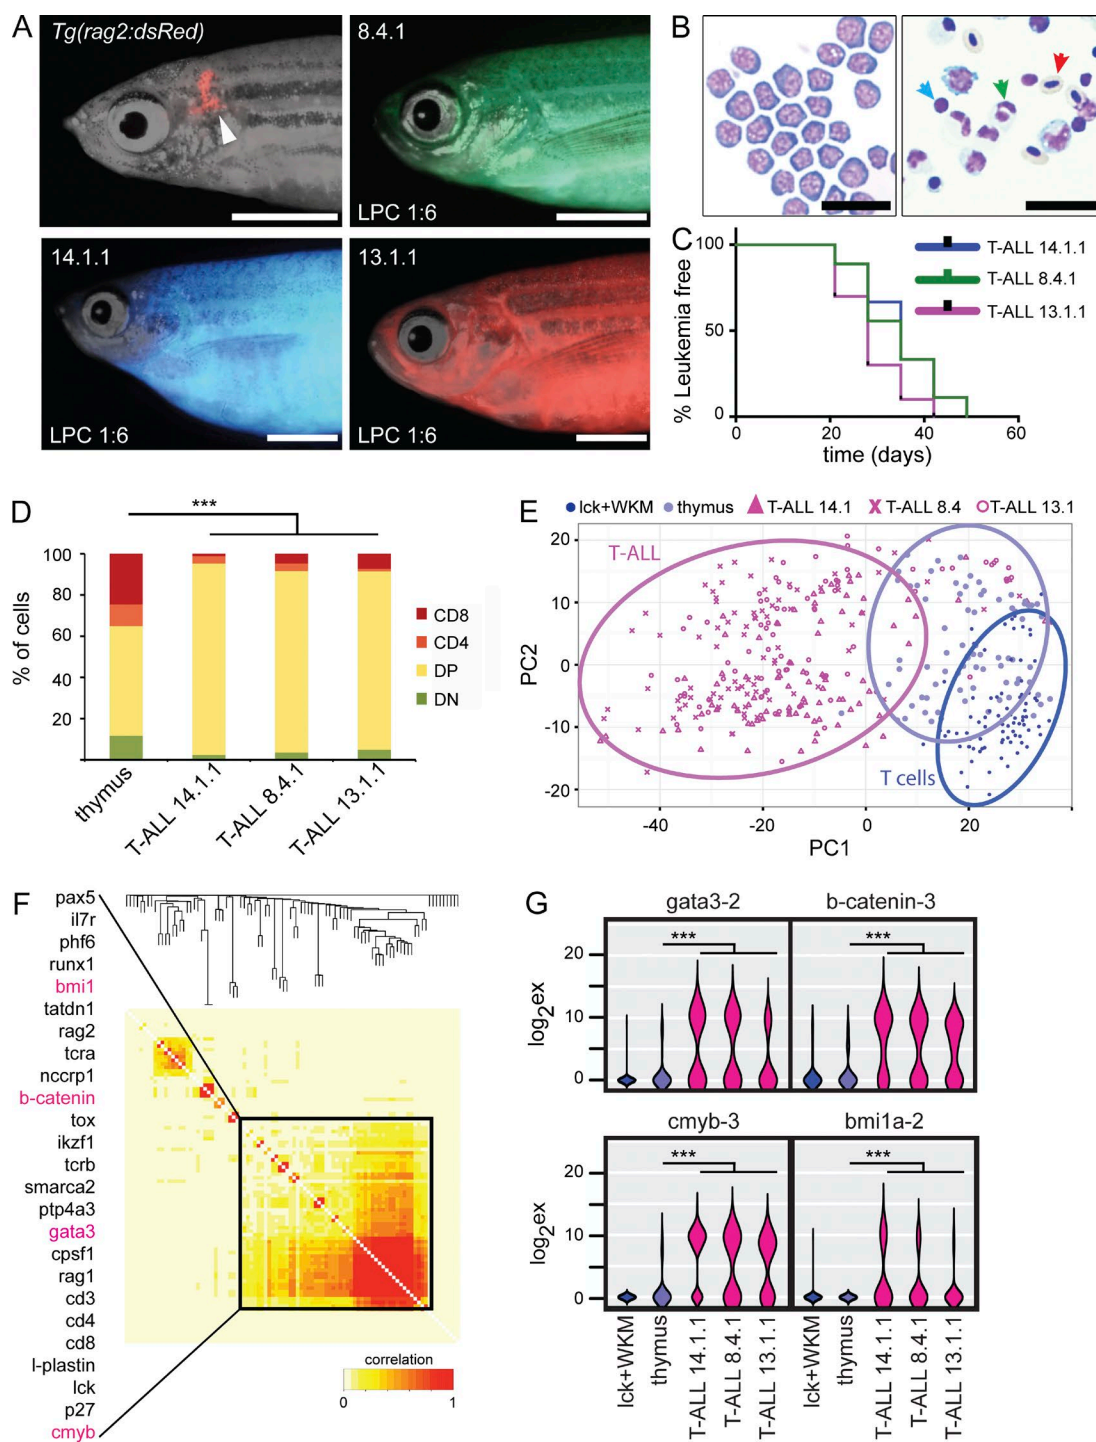 A
Tg(rag2:dsRed)
8.4.1
LPC 1:6
14.1.1
13.1.1
LPC 1:6
LPC 1:6
B
C
100
50
0
% Leukemia free
0 20 40 60
time (days)
T-ALL 14.1.1
T-ALL 8.4.1
T-ALL 13.1.1
D
***
100
80
60
40
20
% of cells
CD8
CD4
DP
DN
thymus
T-ALL 14.1.1
T-ALL 8.4.1
T-ALL 13.1.1
E
lck+WKM thymus T-ALL 14.1 T-ALL 8.4 T-ALL 13.1
20
10
0
-10
-20
PC2
T-ALL
T cells
-40 -20 0 20
PC1
F
pax5
il7r
phf6
runx1
bmi1
tatdn1
rag2
tcra
nccrp1
b-catenin
tox
ikzf1
tcrb
smarca2
ptp4a3
gata3
cpsf1
rag1
cd3
cd4
cd8
l-plastin
lck
p27
cmyb
correlation
0 1
G
gata3-2 b-catenin-3
*** ***
20
10
0
log2ex
cmyb-3 bmi1a-2
*** ***
20
10
0
log2ex
lck+WKM
thymus
T-ALL 14.1.1
T-ALL 8.4.1
T-ALL 13.1.1
lck+WKM
thymus
T-ALL 14.1.1
T-ALL 8.4.1
T-ALL 13.1.1